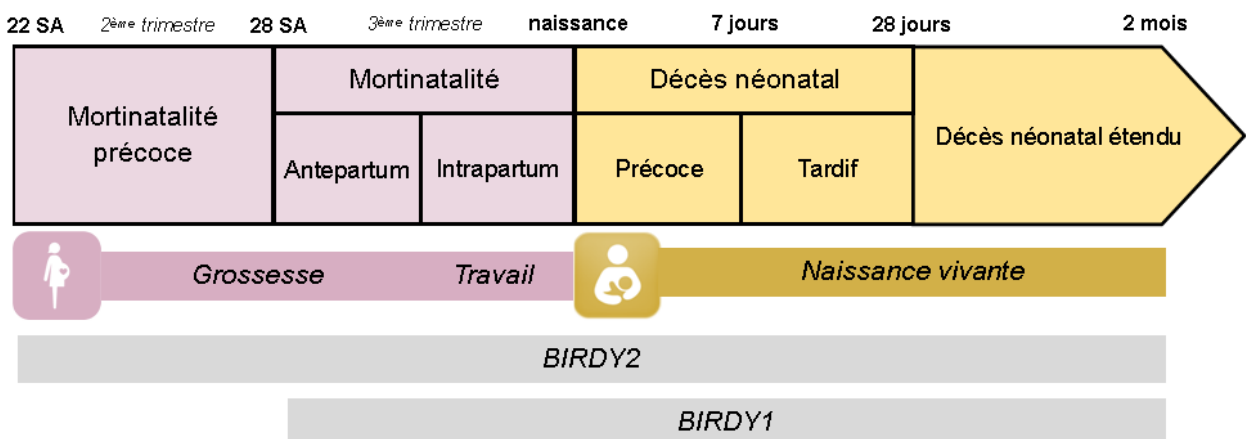 22 SA 2ème trimestre 28 SA 3ème trimestre naissance 7 jours 28 jours 2 mois
Mortinatalité
précoce
Mortinatalité
Antepartum Intrapartum
Décès néonatal
Précoce Tardif
Décès néonatal étendu
Grossesse Travail Naissance vivante
BIRDY2
BIRDY1